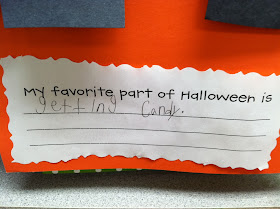 My favorite part of Halloween is
getting Candy.